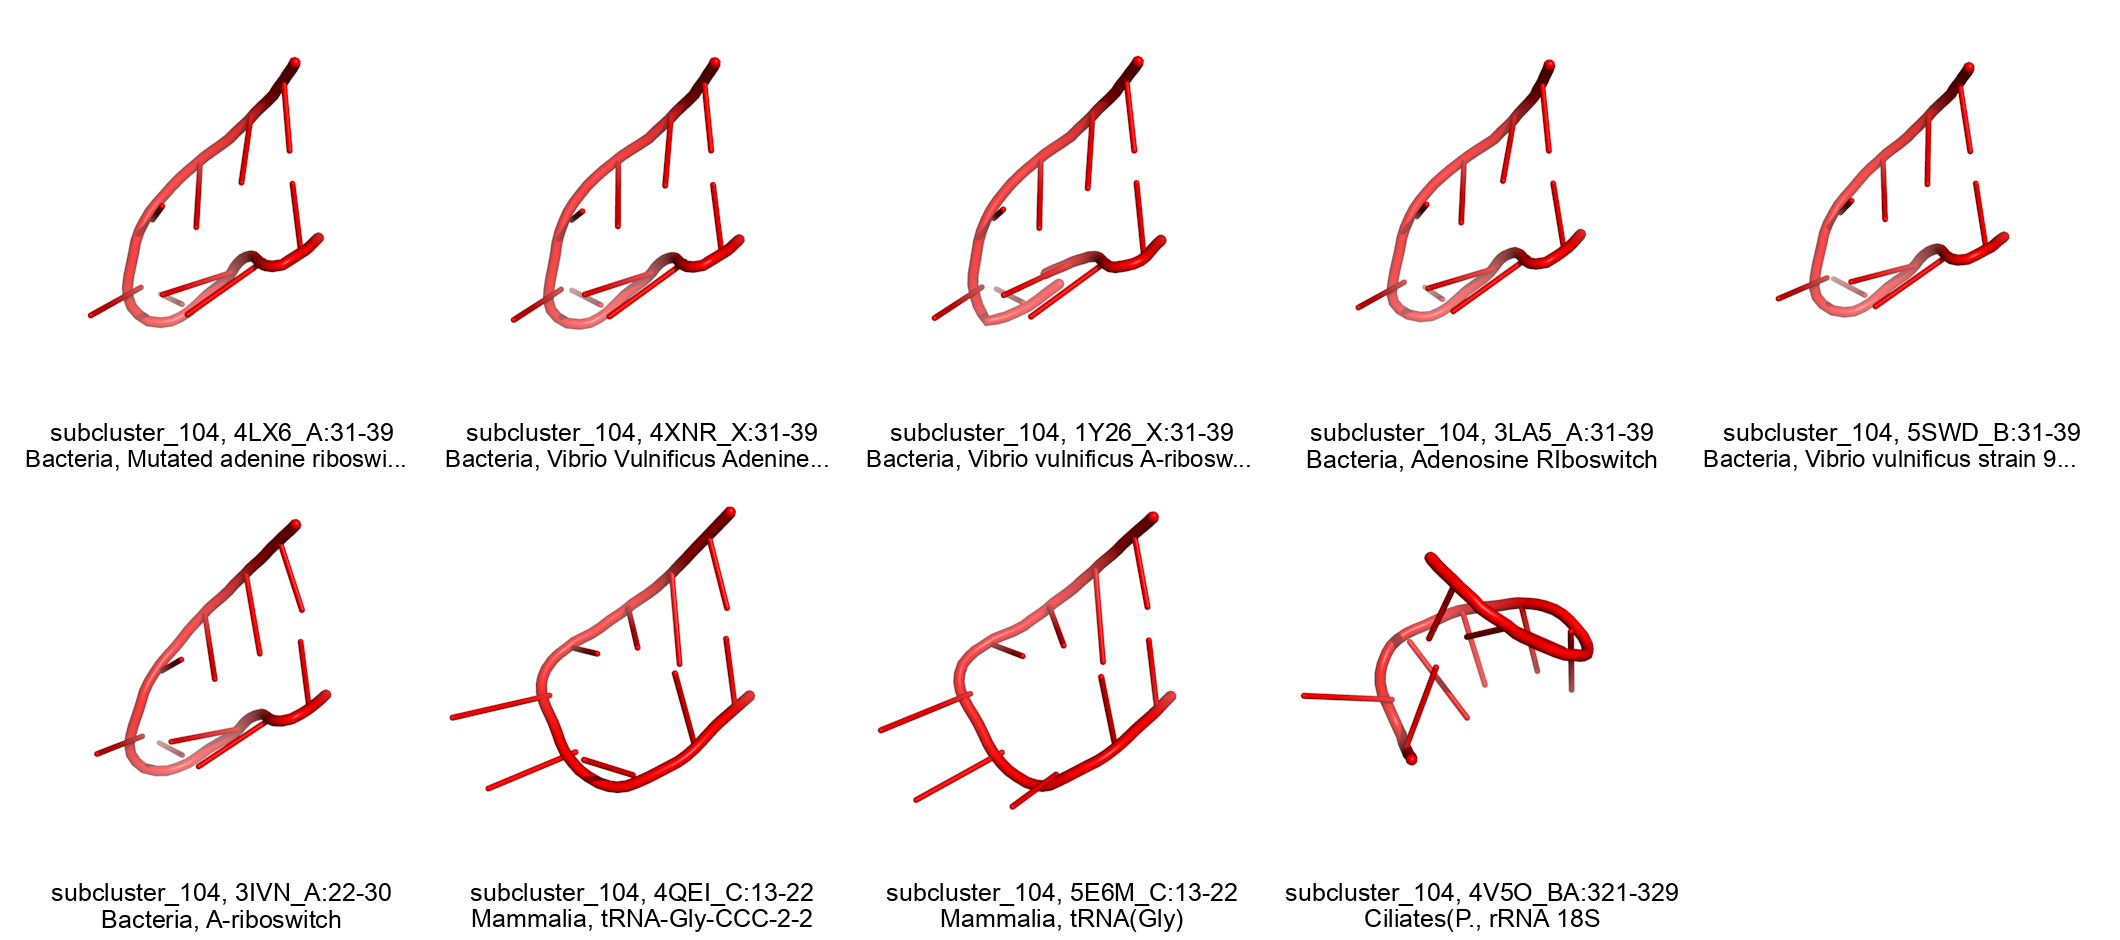 subcluster_104, 4LX6_A:31-39
Bacteria, Mutated adenine riboswi...
subcluster_104, 4XNR_X:31-39
Bacteria, Vibrio Vulnificus Adenine...
subcluster_104, 1Y26_X:31-39
Bacteria, Vibrio vulnificus A-ribosw...
subcluster_104, 3LA5_A:31-39
Bacteria, Adenosine RIboswitch
subcluster_104, 5SWD_B:31-39
Bacteria, Vibrio vulnificus strain 9...
subcluster_104, 3IVN_A:22-30
Bacteria, A-riboswitch
subcluster_104, 4QEI_C:13-22
Mammalia, tRNA-Gly-CCC-2-2
subcluster_104, 5E6M_C:13-22
Mammalia, tRNA(Gly)
subcluster_104, 4V5O_BA:321-329
Ciliates(P., rRNA 18S